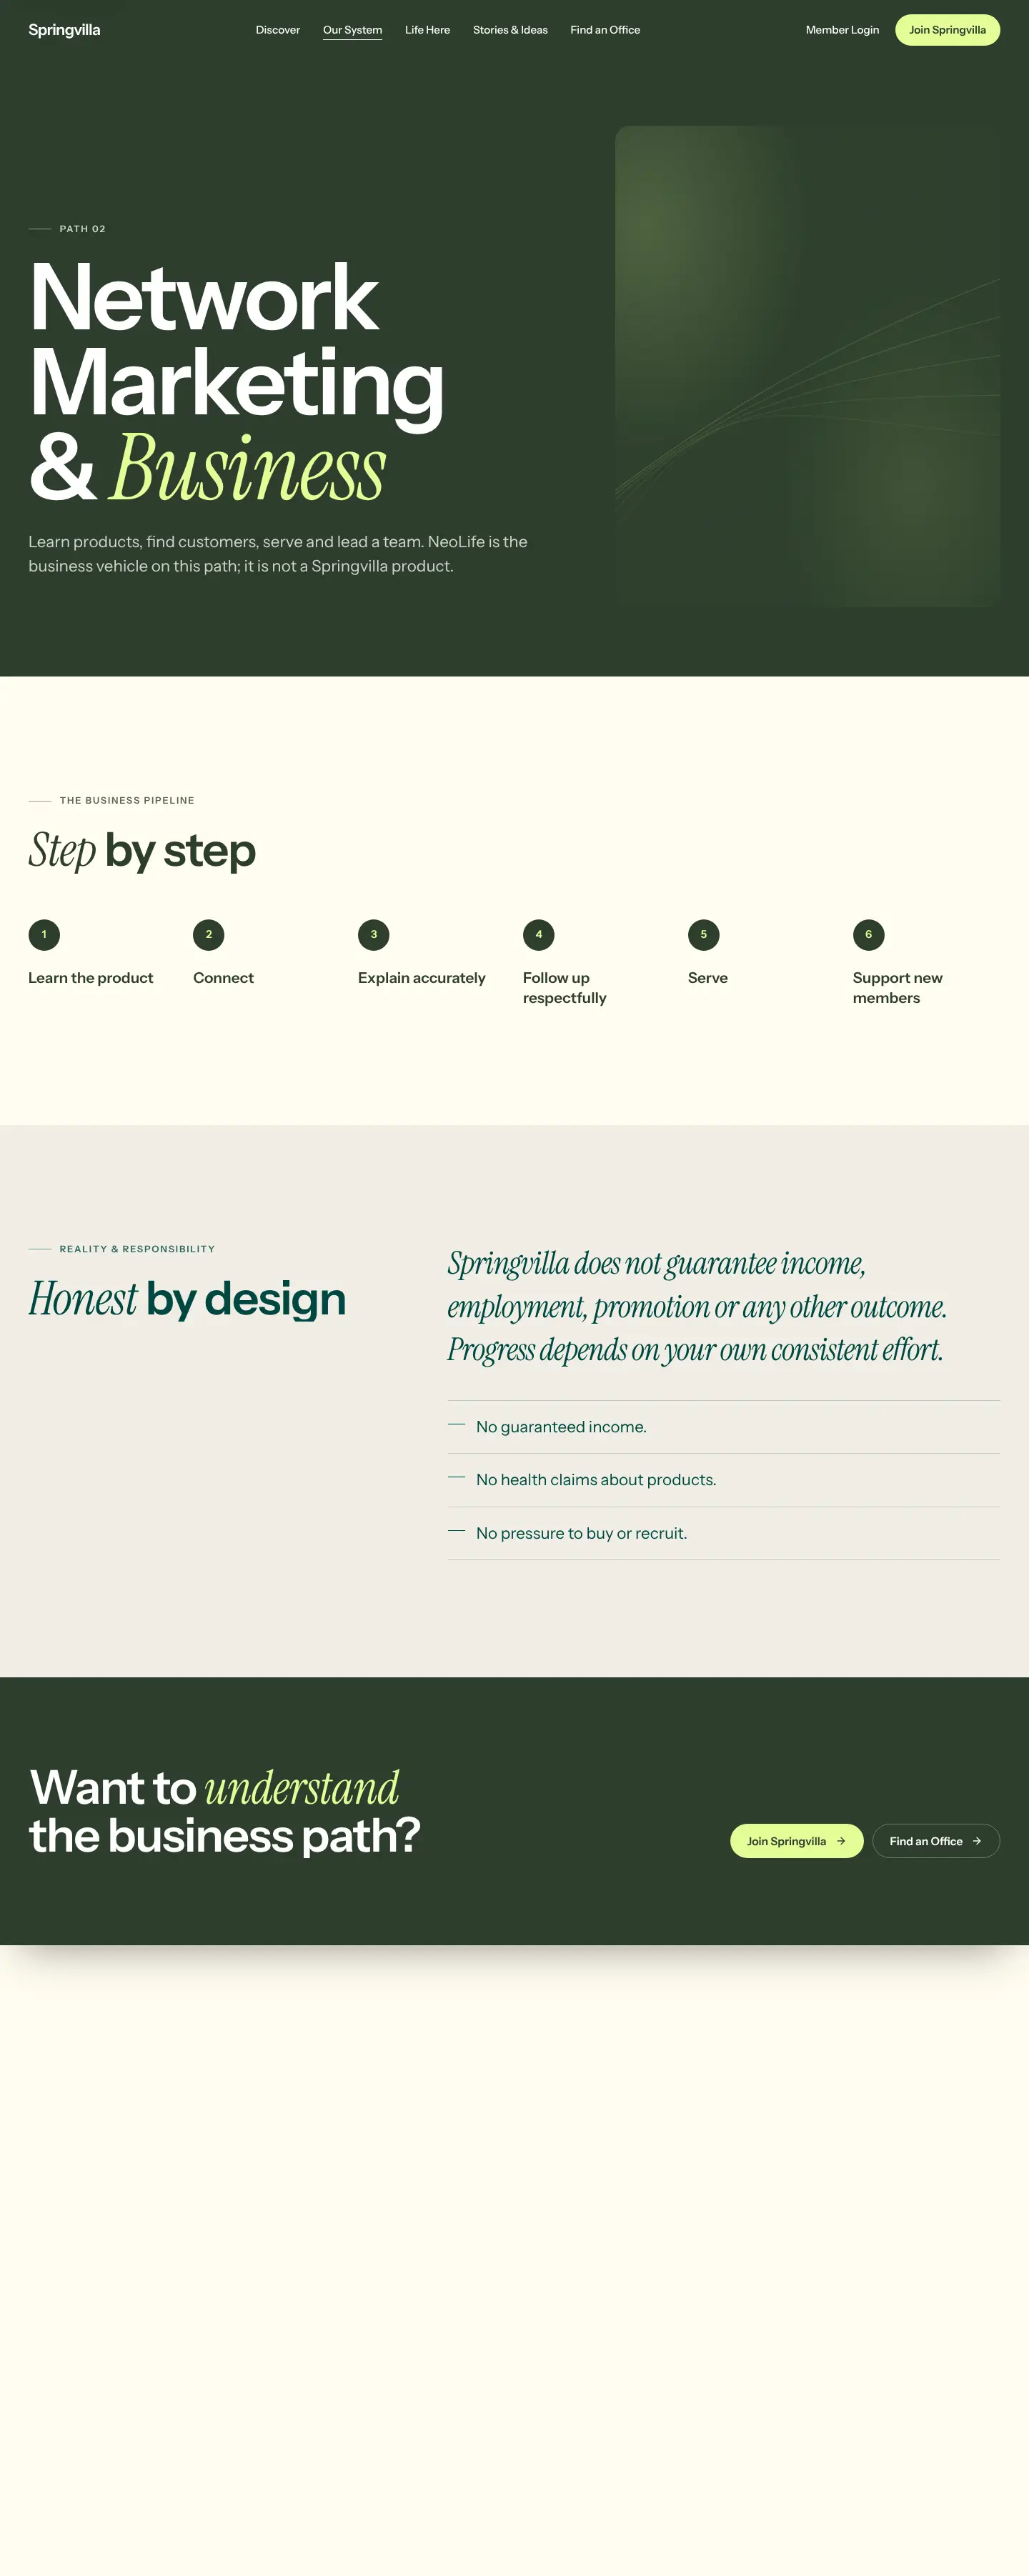 Springvilla
Discover
Our System
Life Here
Stories & Ideas
Find an Office
Member Login
Join Springvilla
PATH 02
Network
Marketing
& Business
Learn products, find customers, serve and lead a team. NeoLife is the
business vehicle on this path; it is not a Springvilla product.
THE BUSINESS PIPELINE
Step by step
1
Learn the product
2
Connect
3
Explain accurately
4
Follow up
respectfully
5
Serve
6
Support new
members
REALITY & RESPONSIBILITY
Honest by design
Springvilla does not guarantee income,
employment, promotion or any other outcome.
Progress depends on your own consistent effort.
No guaranteed income.
No health claims about products.
No pressure to buy or recruit.
Want to understand
the business path?
Join Springvilla →
Find an Office →